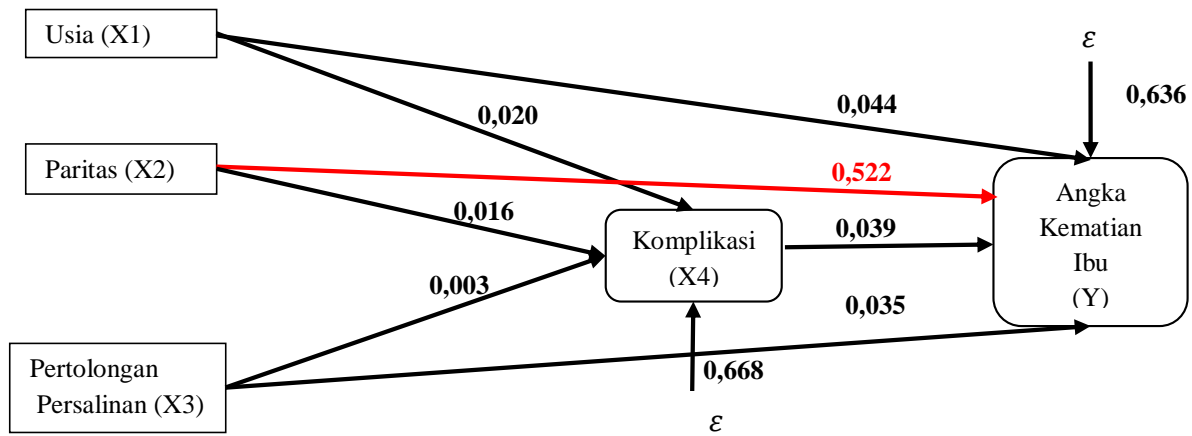 Usia (X1)
ε
0,636
0,044
0,020
Paritas (X2)
0,522
Angka
Kematian
Ibu
(Y)
0,016
Komplikasi
(X4)
0,039
0,003
0,035
Pertolongan
Persalinan (X3)
0,668
ε